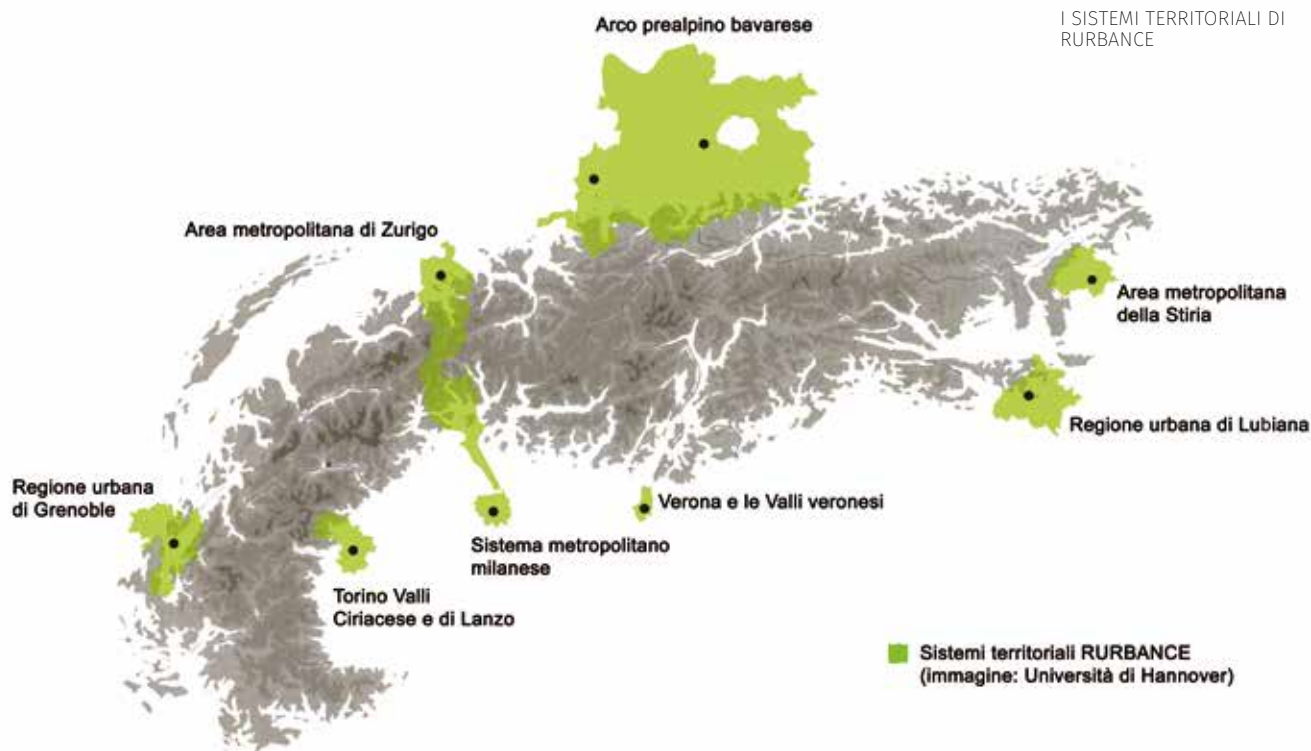 I SISTEMI TERRITORIALI DI
RURBANCE
Arco prealpino bavarese
Area metropolitana di Zurigo
Area metropolitana
della Stiria
Regione urbana di Lubiana
Regione urbana
di Grenoble
Verona e le Valli veronesi
Sistema metropolitano
milanese
Torino Valli
Ciriacese e di Lanzo
Sistemi territoriali RURBANCE
(immagine: Università di Hannover)